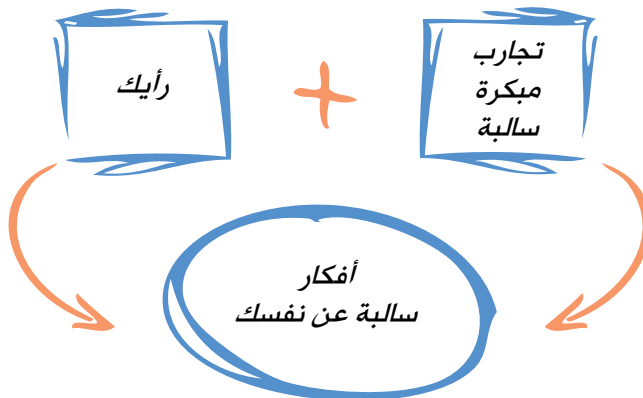 تجارب
مبكرة
سالبة
+
رأيك
أفكار
سالبة عن نفسك